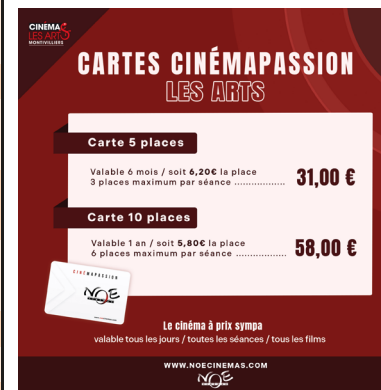 CINÉMA
LES ARTS
MONTIVILLIERS
CARTES CINÉMAPASSION
LES ARTS
Carte 5 places
Valable 6 mois / soit 6,20€ la place
3 places maximum par séance .................. 31,00 €
Carte 10 places
Valable 1 an / soit 5,80€ la place
6 places maximum par séance .................. 58,00 €
CINÉMAPASSION
NOE
Le cinéma à prix sympa
valable tous les jours / toutes les séances / tous les films
WWW.NOECINEMAS.COM
NOE